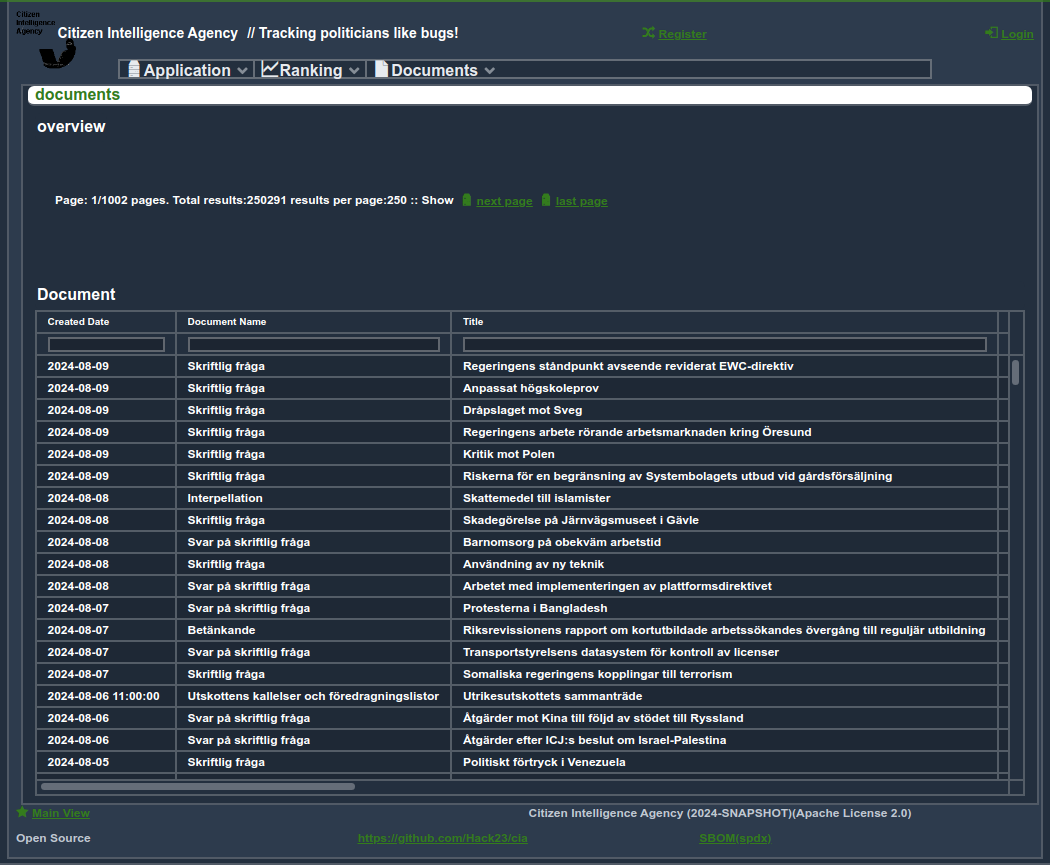 Citizen
Intelligence
Agency
Citizen Intelligence Agency // Tracking politicians like bugs!
Register
Login
Application
Ranking
Documents
documents
overview
Page: 1/1002 pages. Total results:250291 results per page:250 :: Show next page last page
Document
Created Date Document Name Title
2024-08-09 Skriftlig fråga Regeringens ståndpunkt avseende reviderat EWC-direktiv
2024-08-09 Skriftlig fråga Anpassat högskoleprov
2024-08-09 Skriftlig fråga Dråpslaget mot Sveg
2024-08-09 Skriftlig fråga Regeringens arbete rörande arbetsmarknaden kring Öresund
2024-08-09 Skriftlig fråga Kritik mot Polen
2024-08-09 Skriftlig fråga Riskerna för en begränsning av Systembolagets utbud vid gårdsförsäljning
2024-08-08 Interpellation Skattemedel till islamister
2024-08-08 Skriftlig fråga Skadegörelse på Järnvägsmuseet i Gävle
2024-08-08 Svar på skriftlig fråga Barnomsorg på obekväm arbetstid
2024-08-08 Skriftlig fråga Användning av ny teknik
2024-08-08 Svar på skriftlig fråga Arbetet med implementeringen av plattformsdirektivet
2024-08-07 Svar på skriftlig fråga Protesterna i Bangladesh
2024-08-07 Betänkande Riksrevisionens rapport om kortutbildade arbetssökandes övergång till reguljär utbildning
2024-08-07 Svar på skriftlig fråga Transportstyrelsens datasystem för kontroll av licenser
2024-08-07 Skriftlig fråga Somaliska regeringens kopplingar till terrorism
2024-08-06 11:00:00 Utskottens kallelser och föredragningslistor Utrikesutskottets sammanträde
2024-08-06 Svar på skriftlig fråga Åtgärder mot Kina till följd av stödet till Ryssland
2024-08-06 Svar på skriftlig fråga Åtgärder efter ICJ:s beslut om Israel-Palestina
2024-08-05 Skriftlig fråga Politiskt förtryck i Venezuela
Main View
Citizen Intelligence Agency (2024-SNAPSHOT)(Apache License 2.0)
Open Source
https://github.com/Hack23/cia
SBOM(spdx)